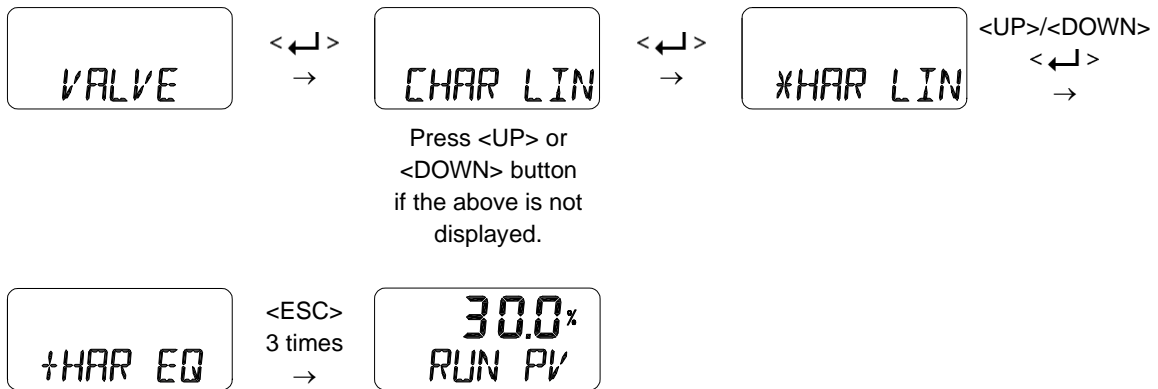 VALVE
< ↵ >
→
CHAR LIN
< ↵ >
→
*HAR LIN
<UP>/<DOWN>
< ↵ >
→
Press <UP> or
<DOWN> button
if the above is not
displayed.
+HAR EQ
<ESC>
3 times
→
30.0%
RUN PV